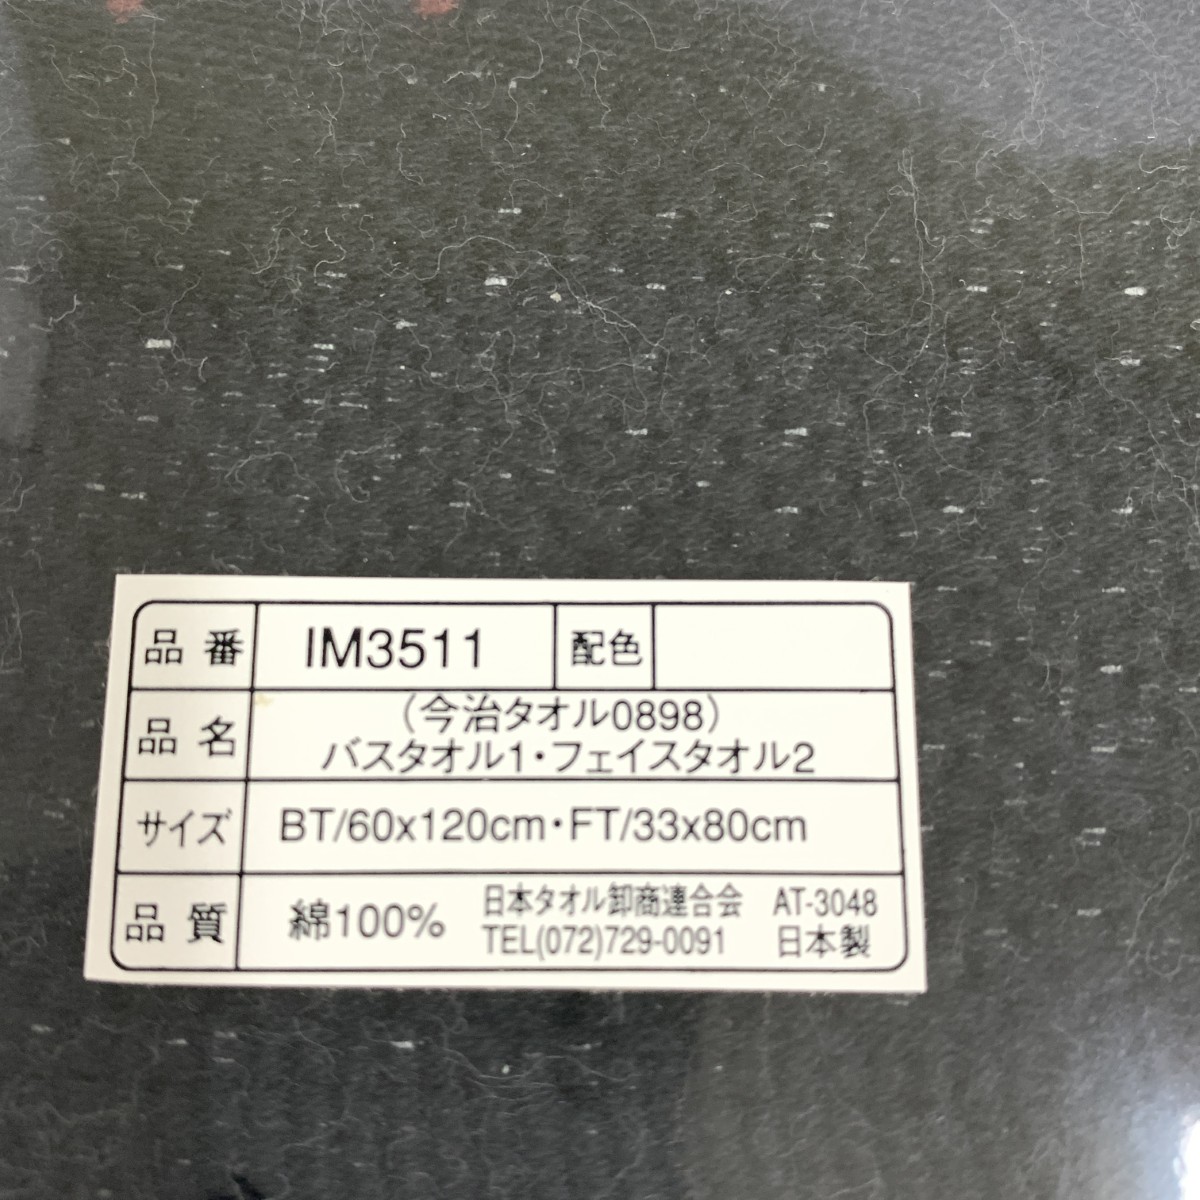 品番 IM3511 配色
品名 (今治タオル0898)
バスタオル1・フェイスタオル2
サイズ BT/60x120cm・FT/33x80cm
品質 綿100% 日本タオル卸商連合会 AT-3048
TEL(072)729-0091 日本製